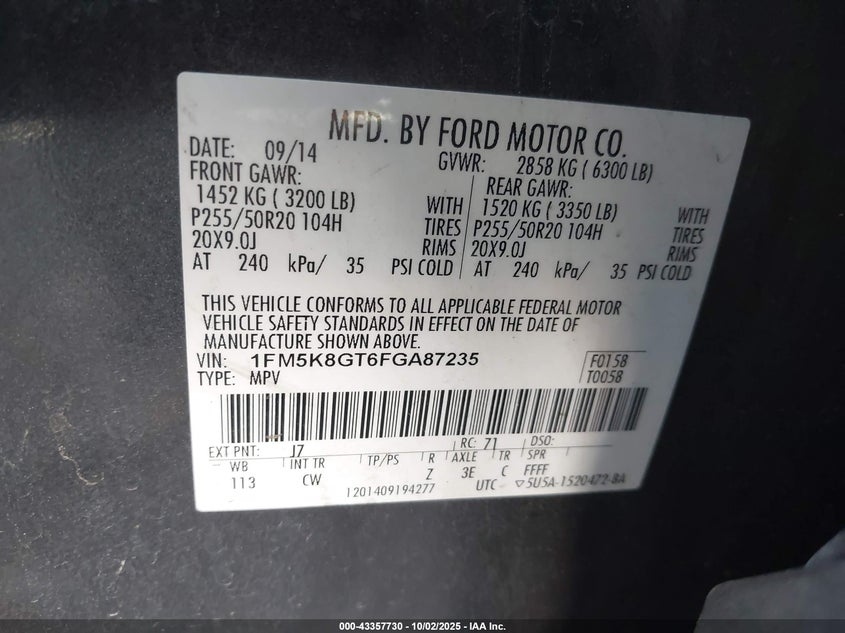 MFD. BY FORD MOTOR CO.
DATE: 09/14 GVWR: 2858 KG ( 6300 LB)
FRONT GAWR: REAR GAWR:
1452 KG ( 3200 LB) WITH 1520 KG ( 3350 LB) WITH
P255/50R20 104H TIRES P255/50R20 104H TIRES
20X9.0J RIMS 20X9.0J RIMS
AT 240 kPa/ 35 PSI COLD AT 240 kPa/ 35 PSI COLD
THIS VEHICLE CONFORMS TO ALL APPLICABLE FEDERAL MOTOR
VEHICLE SAFETY STANDARDS IN EFFECT ON THE DATE OF
MANUFACTURE SHOWN ABOVE.
VIN: 1FM5K8GT6FGA87235 F0158
TYPE: MPV T0058
EXT PNT: J7 RC: 71 DSO:
WB INT TR TP/PS R AXLE TR SPR
113 CW Z 3E C FFFF
1201409194277 UTC ▽5U5A-1520472-BA
000-43357730 - 10/02/2025 - IAA Inc.